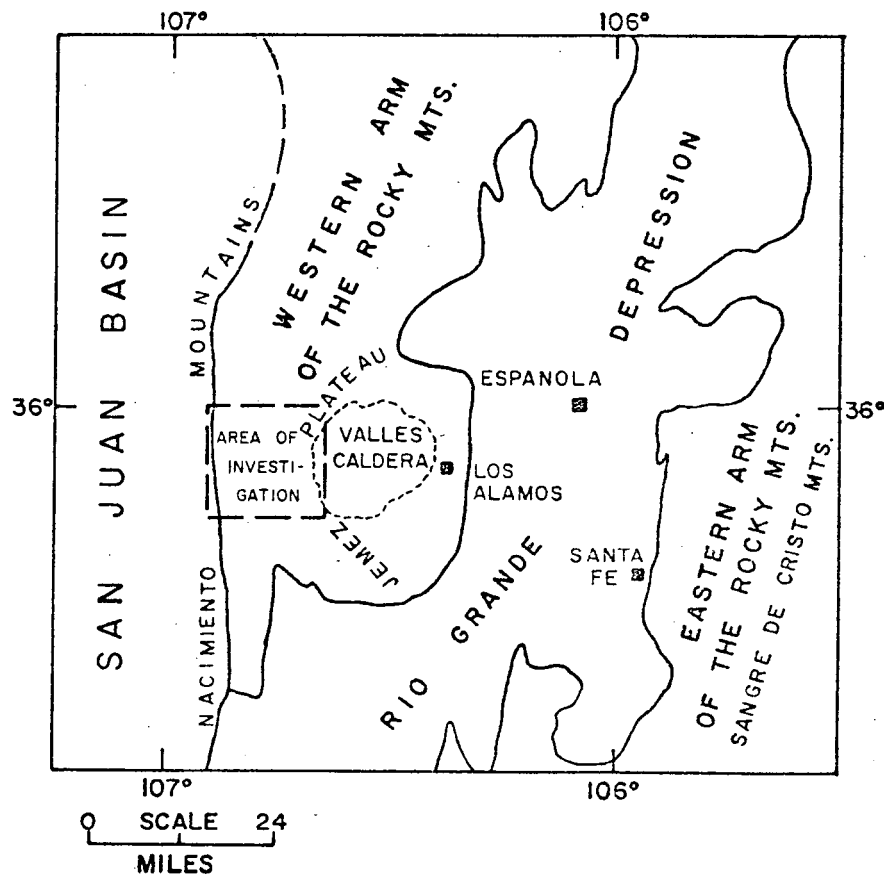 107°
106°
WESTERN ARM
OF THE ROCKY MTS.
SAN JUAN BASIN
NACIMIENTO MOUNTAINS
RIO GRANDE DEPRESSION
36°
36°
JEMEZ PLATEAU
ESPANOLA
AREA OF
INVESTI-
GATION
VALLES
CALDERA
LOS
ALAMOS
SANTA
FE
EASTERN ARM
OF THE ROCKY MTS.
SANGRE DE CRISTO MTS.
107°
106°
0 SCALE 24
MILES